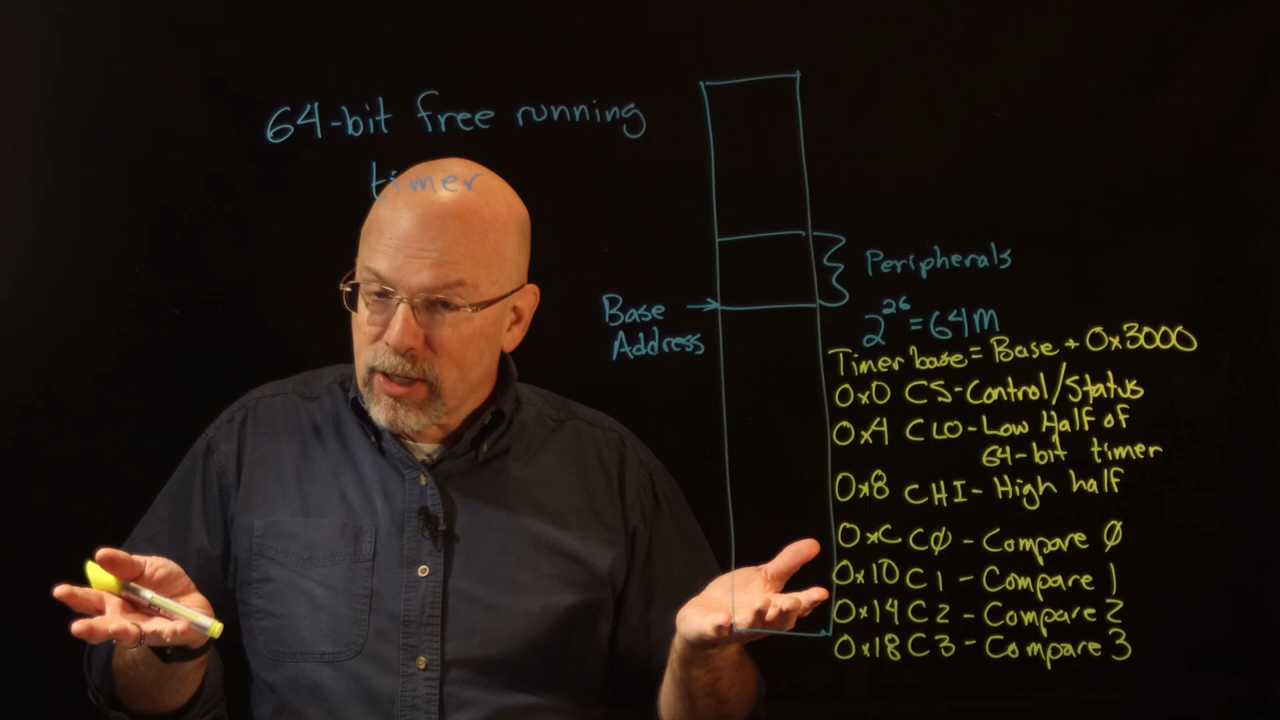 64-bit free running
timer
Peripherals
Base
Address
2²⁶ = 64M
Timer base = Base + 0x3000
0x0 CS-Control/Status
0x4 CLO-Low Half of
64-bit timer
0x8 CHI-High half
0xC C0 - Compare 0
0x10 C1 - Compare 1
0x14 C2 - Compare 2
0x18 C3 - Compare 3